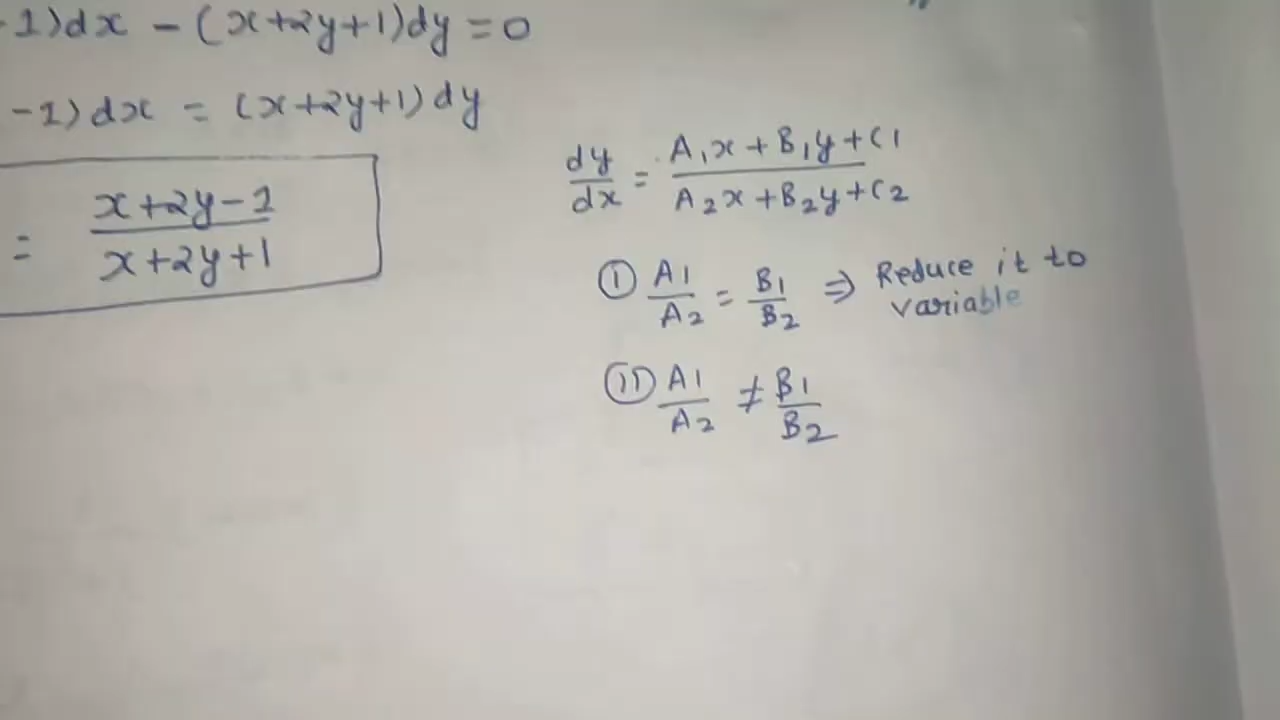 -1)dx - (x+2y+1)dy = 0
-1)dx = (x+2y+1)dy
= x+2y-1
x+2y+1
dy/dx = A₁x+B₁y+C₁
A₂x+B₂y+C₂
Ⓘ A₁/A₂ = B₁/B₂ ⇒ Reduce it to
variable
(II) A₁/A₂ ≠ B₁/B₂